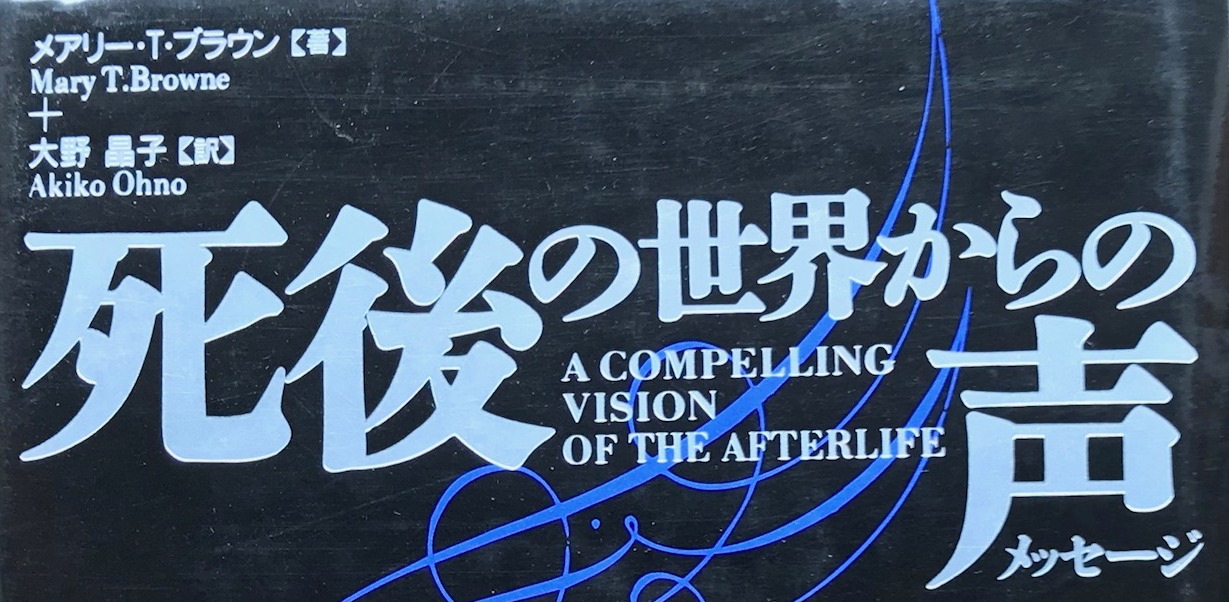 メアリー・T・ブラウン【著】
Mary T.Browne
+
大野 晶子【訳】
Akiko Ohno
死後の世界からの
声
メッセージ
A COMPELLING
VISION
OF THE AFTERLIFE